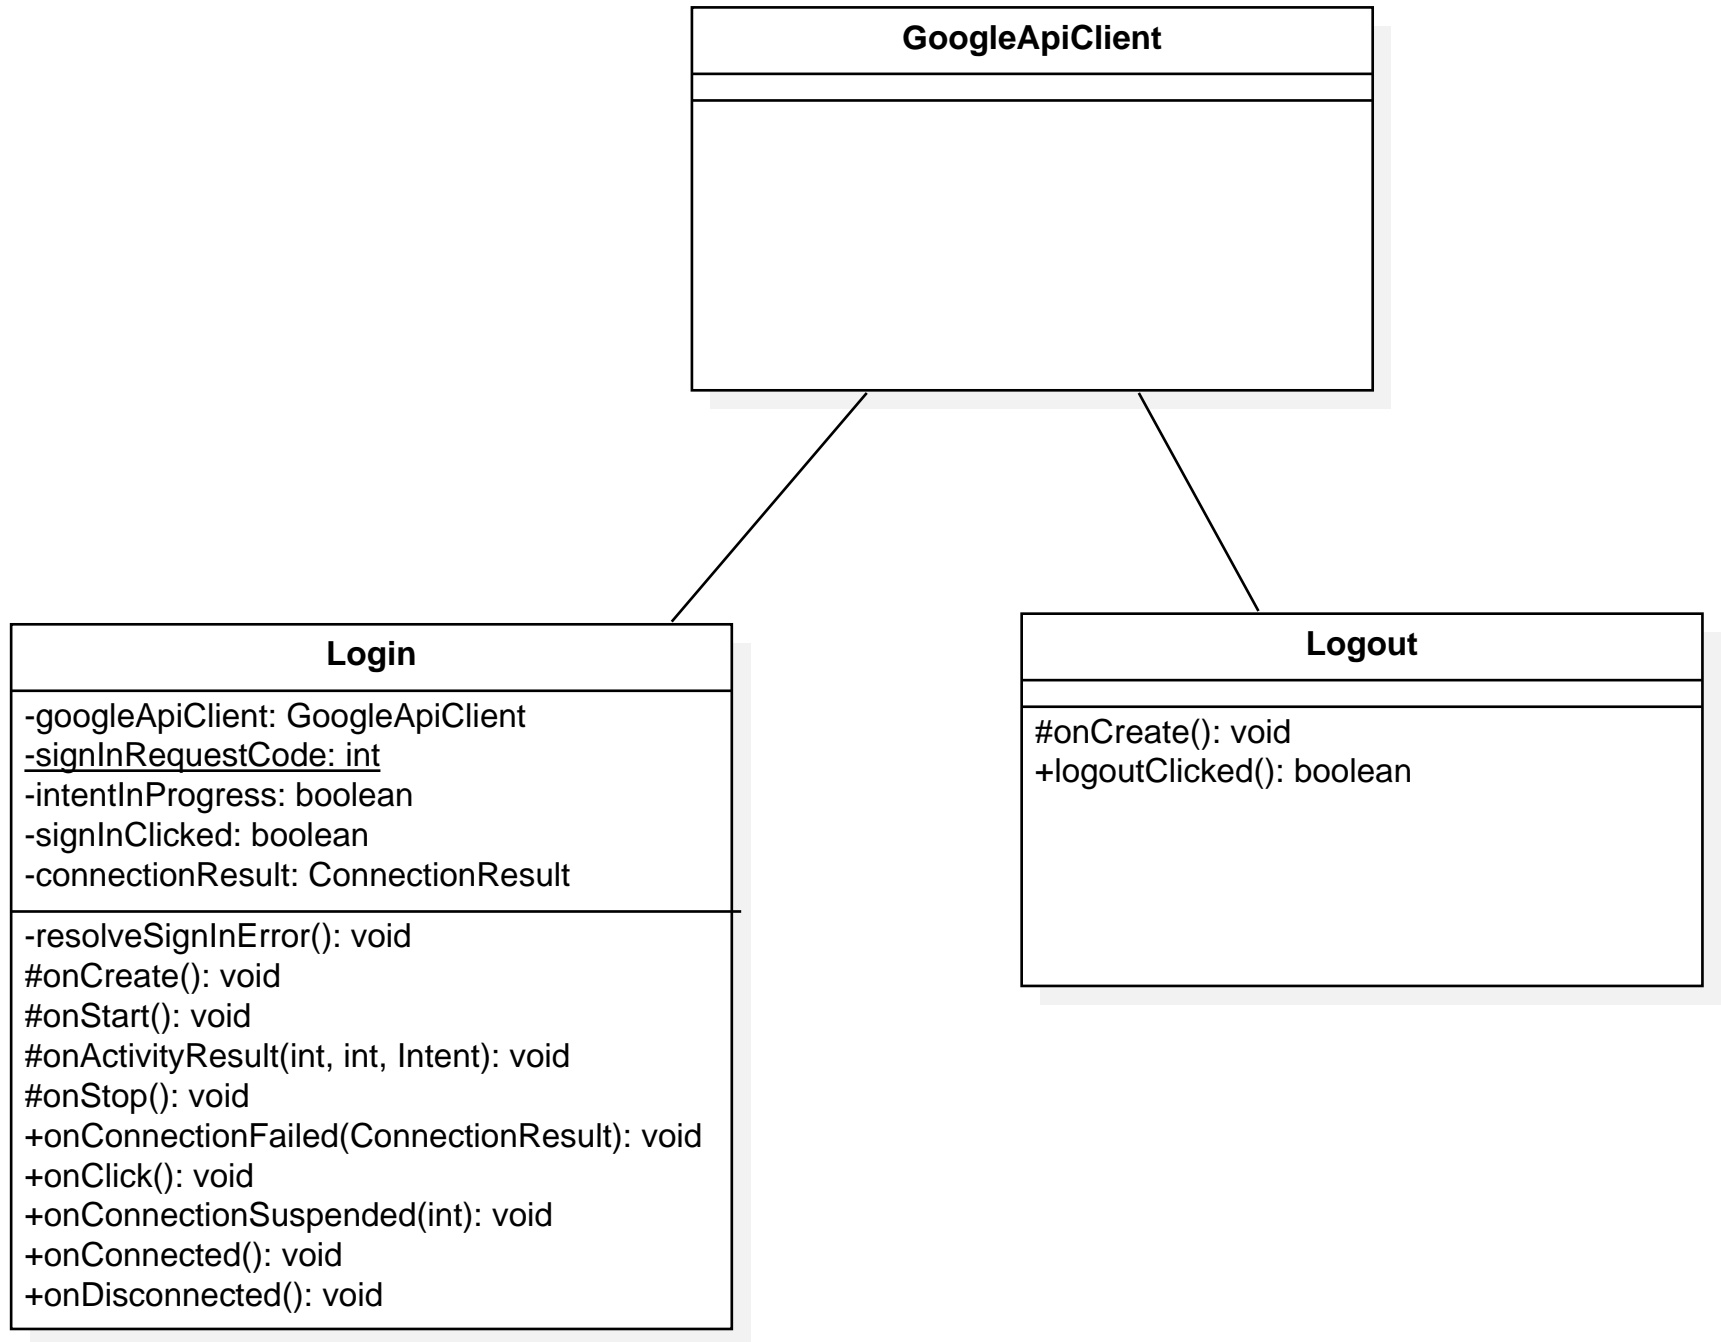 GoogleApiClient
Login
-googleApiClient: GoogleApiClient
-signInRequestCode: int
-intentInProgress: boolean
-signInClicked: boolean
-connectionResult: ConnectionResult
-resolveSignInError(): void
#onCreate(): void
#onStart(): void
#onActivityResult(int, int, Intent): void
#onStop(): void
+onConnectionFailed(ConnectionResult): void
+onClick(): void
+onConnectionSuspended(int): void
+onConnected(): void
+onDisconnected(): void
Logout
#onCreate(): void
+logoutClicked(): boolean